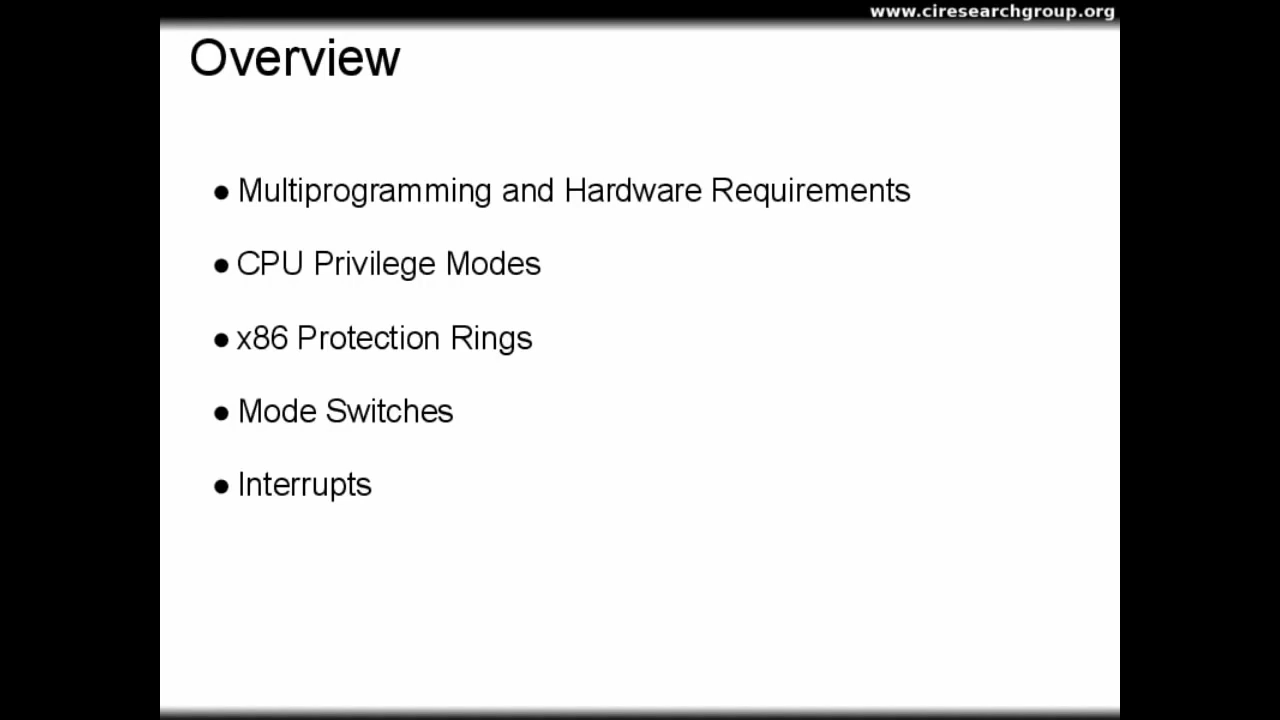 www.ciresearchgroup.org
Overview
● Multiprogramming and Hardware Requirements
● CPU Privilege Modes
● x86 Protection Rings
● Mode Switches
● Interrupts